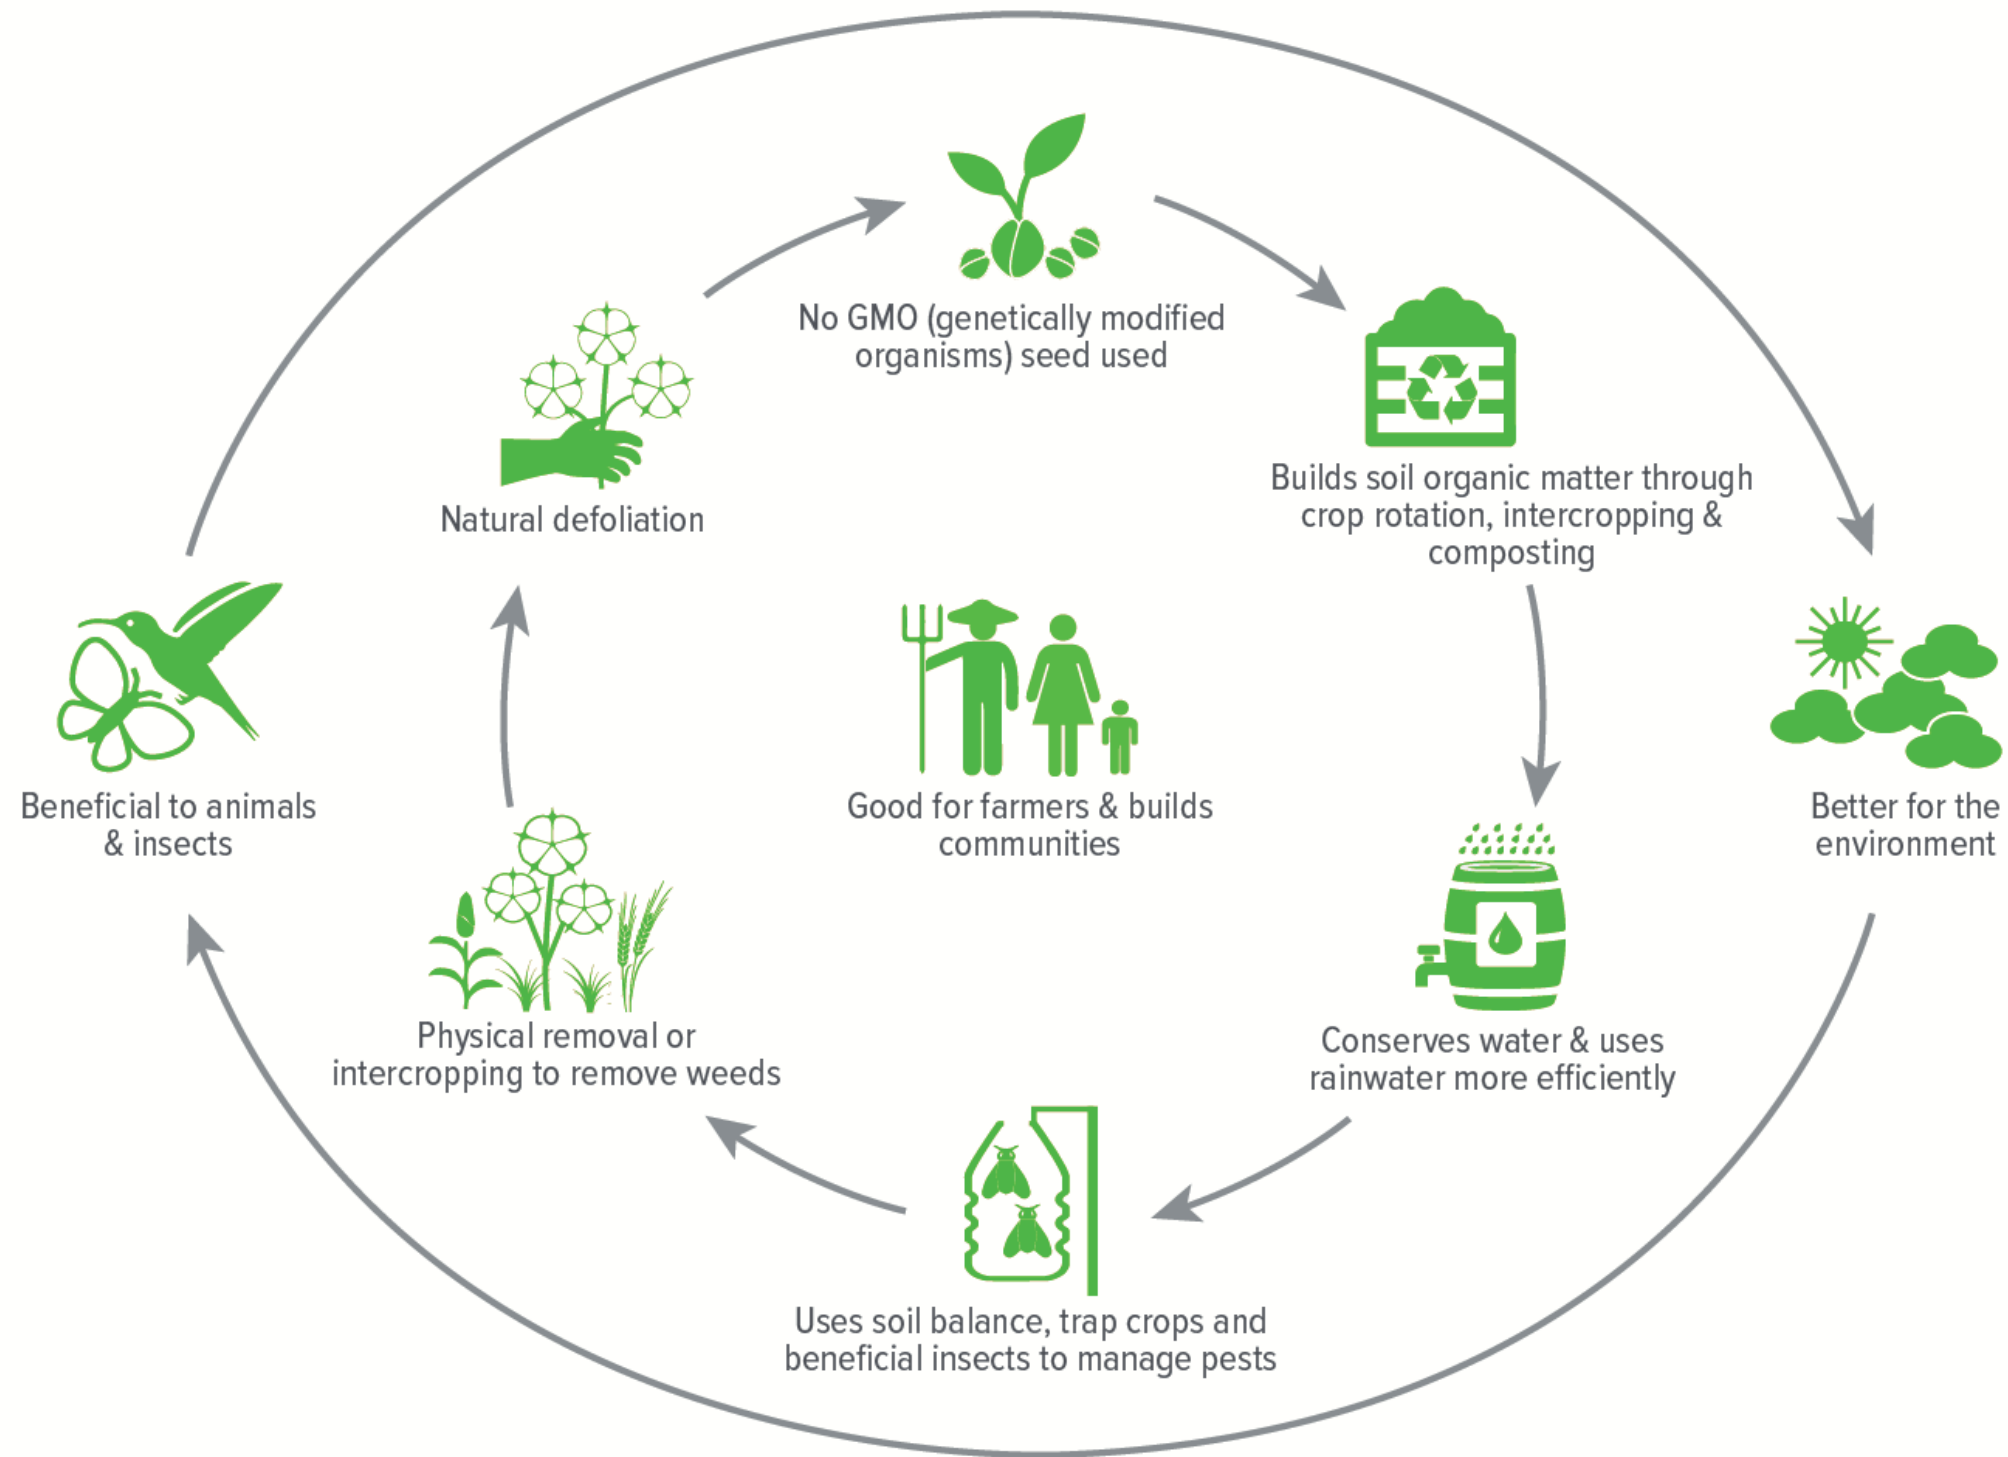 No GMO (genetically modified
organisms) seed used
Builds soil organic matter through
crop rotation, intercropping &
composting
Natural defoliation
Beneficial to animals
& insects
Good for farmers & builds
communities
Better for the
environment
Conserves water & uses
rainwater more efficiently
Physical removal or
intercropping to remove weeds
Uses soil balance, trap crops and
beneficial insects to manage pests